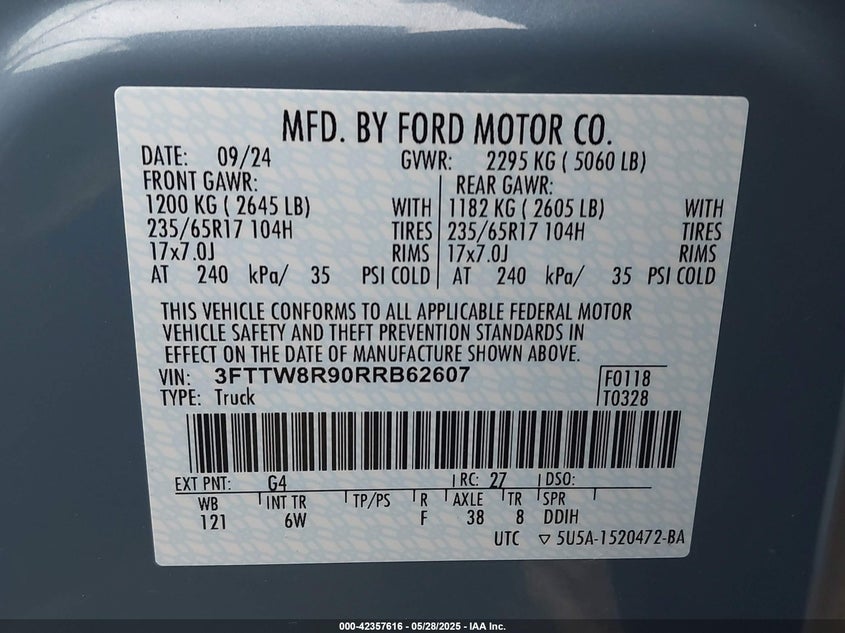 MFD. BY FORD MOTOR CO.
DATE: 09/24 GVWR: 2295 KG ( 5060 LB)
FRONT GAWR: REAR GAWR:
1200 KG ( 2645 LB) WITH 1182 KG ( 2605 LB) WITH
235/65R17 104H TIRES 235/65R17 104H TIRES
17x7.0J RIMS 17x7.0J RIMS
AT 240 kPa/ 35 PSI COLD AT 240 kPa/ 35 PSI COLD
THIS VEHICLE CONFORMS TO ALL APPLICABLE FEDERAL MOTOR
VEHICLE SAFETY AND THEFT PREVENTION STANDARDS IN
EFFECT ON THE DATE OF MANUFACTURE SHOWN ABOVE.
VIN: 3FTTW8R90RRB62607 F0118
TYPE: Truck T0328
EXT PNT: G4 RC: 27 DSO:
WB INT TR TP/PS R AXLE TR SPR
121 6W F 38 8 DDIH
UTC ▽ 5U5A-1520472-BA
000-42357616 - 05/28/2025 - IAA Inc.